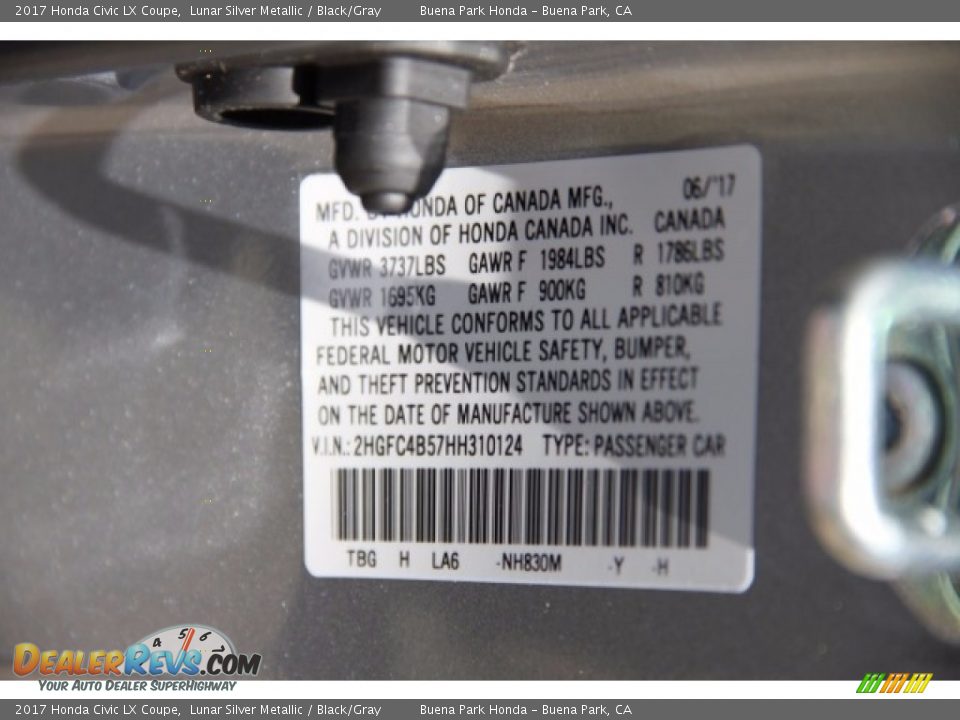 2017 Honda Civic LX Coupe, Lunar Silver Metallic / Black/Gray Buena Park Honda - Buena Park, CA
06/'17
MFD. BY HONDA OF CANADA MFG.,
A DIVISION OF HONDA CANADA INC. CANADA
GVWR 3737LBS GAWR F 1984LBS R 1786LBS
GVWR 1695KG GAWR F 900KG R 810KG
THIS VEHICLE CONFORMS TO ALL APPLICABLE
FEDERAL MOTOR VEHICLE SAFETY, BUMPER,
AND THEFT PREVENTION STANDARDS IN EFFECT
ON THE DATE OF MANUFACTURE SHOWN ABOVE.
V.I.N.: 2HGFC4B57HH310124 TYPE: PASSENGER CAR
TBG H LA6 -NH830M -Y -H
4 5 6
DEALERREVS.COM
YOUR AUTO DEALER SUPERHIGHWAY
2017 Honda Civic LX Coupe, Lunar Silver Metallic / Black/Gray Buena Park Honda - Buena Park, CA